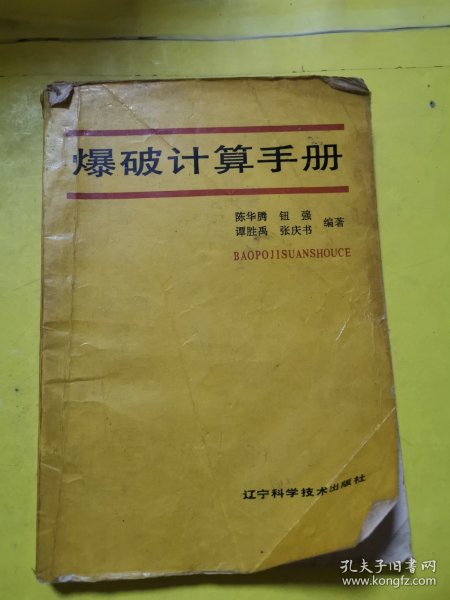 爆破计算手册
陈华腾 钮 强
谭胜禹 张庆书 编著
BAOPOJISUANSHOUCE
辽宁科学技术出版社
孔夫子旧书网
www.kongfz.com